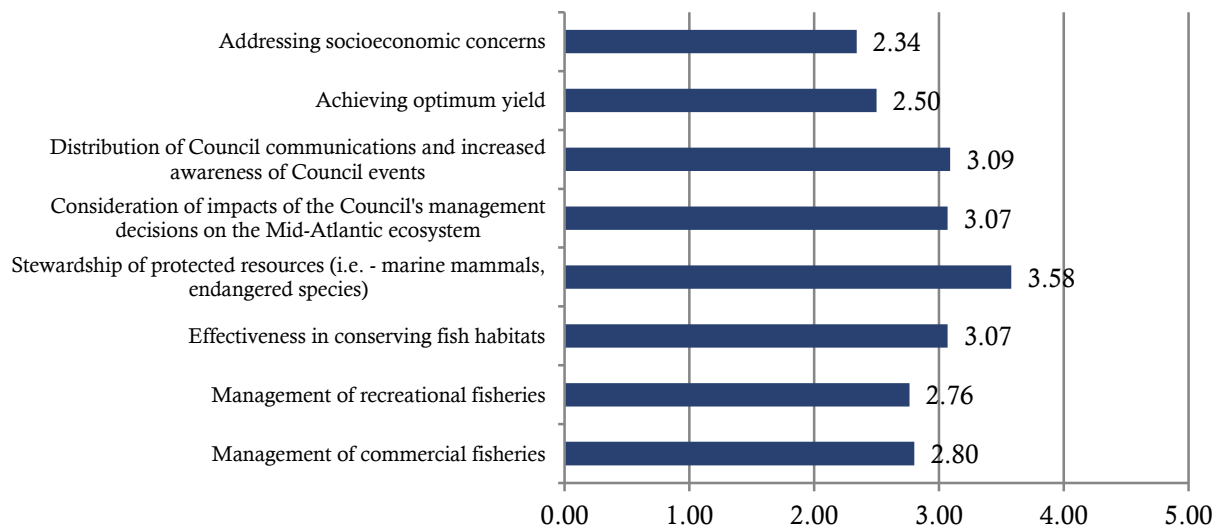 Addressing socioeconomic concerns
2.34
Achieving optimum yield
2.50
Distribution of Council communications and increased
awareness of Council events
3.09
Consideration of impacts of the Council's management
decisions on the Mid-Atlantic ecosystem
3.07
Stewardship of protected resources (i.e. - marine mammals,
endangered species)
3.58
Effectiveness in conserving fish habitats
3.07
Management of recreational fisheries
2.76
Management of commercial fisheries
2.80
0.00 1.00 2.00 3.00 4.00 5.00